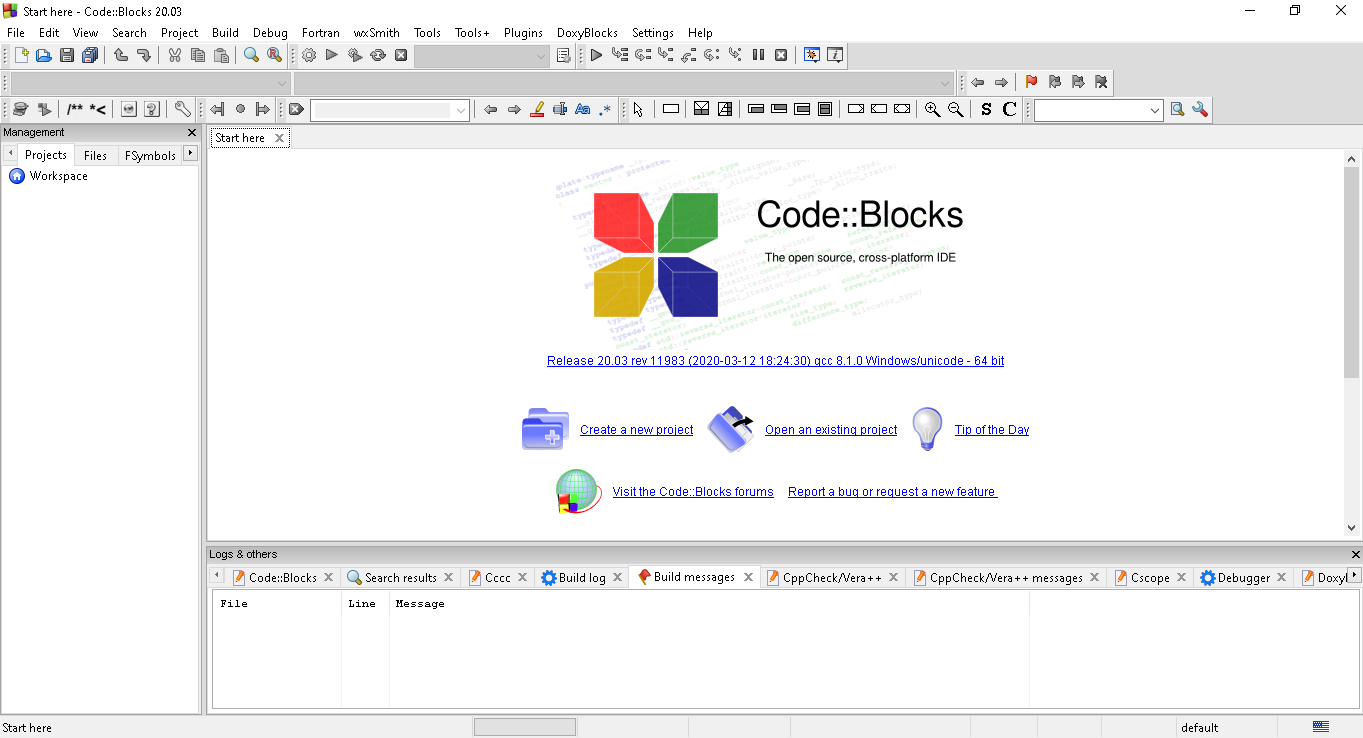 Start here - Code::Blocks 20.03
File Edit View Search Project Build Debug Fortran wxSmith Tools Tools+ Plugins DoxyBlocks Settings Help
/** *< Aa .* S C
Management
Start here
Projects Files FSymbols
Workspace
Code::Blocks
The open source, cross-platform IDE
Release 20.03 rev 11983 (2020-03-12 18:24:30) gcc 8.1.0 Windows/unicode - 64 bit
Create a new project Open an existing project Tip of the Day
Visit the Code::Blocks forums Report a bug or request a new feature
Logs & others
Code::Blocks Search results Cccc Build log Build messages CppCheck/Vera++ CppCheck/Vera++ messages Cscope Debugger
File Line Message
Start here default